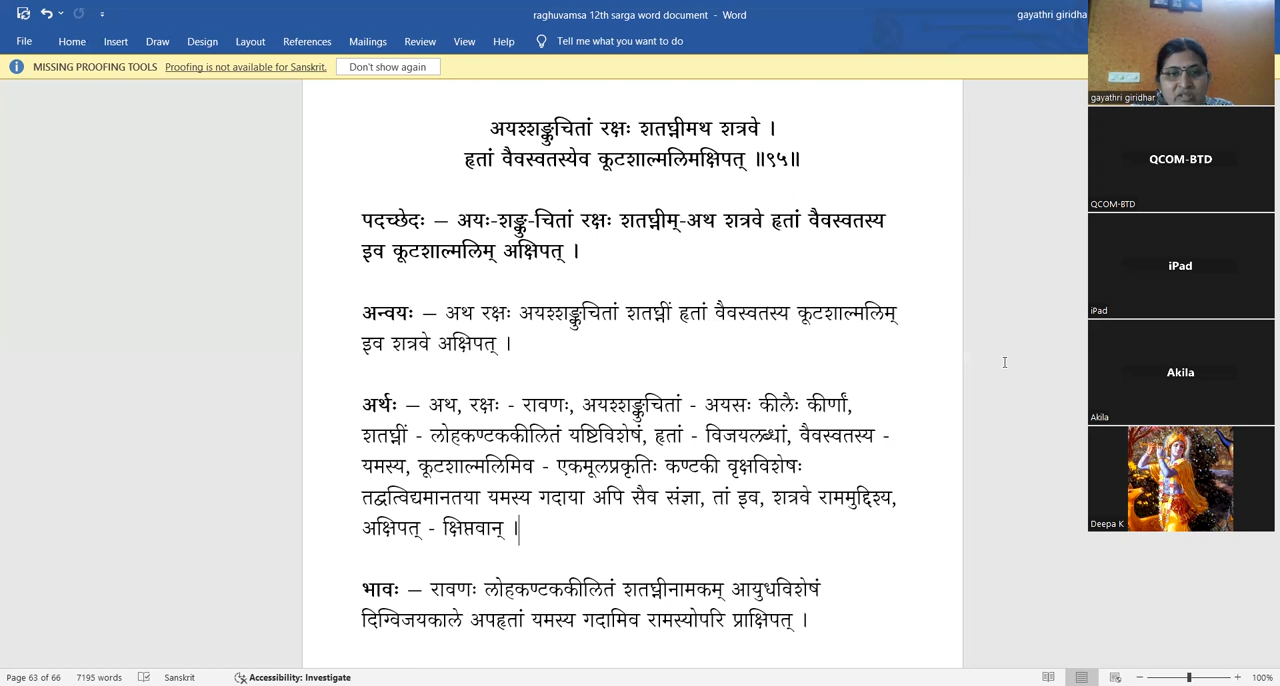 raghuvamsa 12th sarga word document - Word
gayathri giridha
File Home Insert Draw Design Layout References Mailings Review View Help Tell me what you want to do
MISSING PROOFING TOOLS Proofing is not available for Sanskrit. Don't show again
अयश्शङ्कुचितां रक्षः शतघ्नीमथ शत्रवे ।
हृतां वैवस्वतस्येव कूटशाल्मलिमक्षिपत् ॥९५॥
पदच्छेदः – अयः-शङ्कु-चितां रक्षः शतघ्नीम्-अथ शत्रवे हृतां वैवस्वतस्य
इव कूटशाल्मलिम् अक्षिपत् ।
अन्वयः – अथ रक्षः अयश्शङ्कुचितां शतघ्नीं हृतां वैवस्वतस्य कूटशाल्मलिम्
इव शत्रवे अक्षिपत् ।
अर्थः – अथ, रक्षः - रावणः, अयश्शङ्कुचितां - अयसः कीलैः कीर्णां,
शतघ्नीं - लोहकण्टककीलितं यष्टिविशेषं, हृतां - विजयलब्धां, वैवस्वतस्य -
यमस्य, कूटशाल्मलिमिव - एकमूलप्रकृतिः कण्टकी वृक्षविशेषः
तद्वत्विद्यमानतया यमस्य गदाया अपि सैव संज्ञा, तां इव, शत्रवे राममुद्दिश्य,
अक्षिपत् - क्षिप्तवान् ।
भावः – रावणः लोहकण्टककीलितं शतघ्नीनामकम् आयुधविशेषं
दिग्विजयकाले अपहृतां यमस्य गदामिव रामस्योपरि प्राक्षिपत् ।
gayathri giridhar
QCOM-BTD
QCOM-BTD
iPad
iPad
Akila
Akila
Deepa K
Page 63 of 66 7195 words Sanskrit Accessibility: Investigate 100%